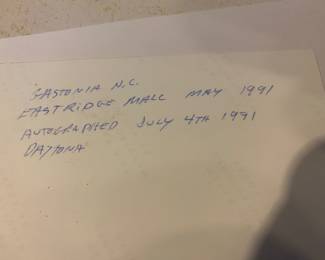 GASTONIA N.C.
EASTRIDGE MALL MAY 1991
AUTOGRAPHED JULY 4TH 1991
DAYTONA